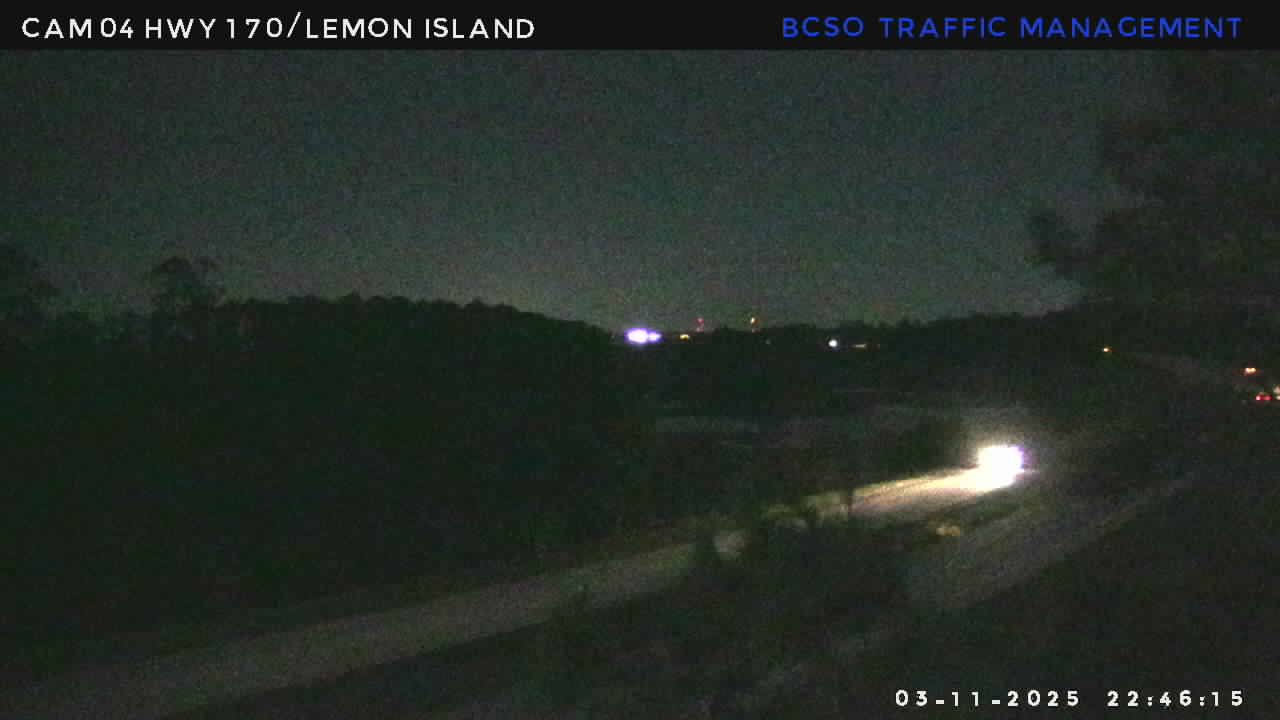 CAM04 HWY 170/LEMON ISLAND
BCSO TRAFFIC MANAGEMENT
03-11-2025 22:46:15